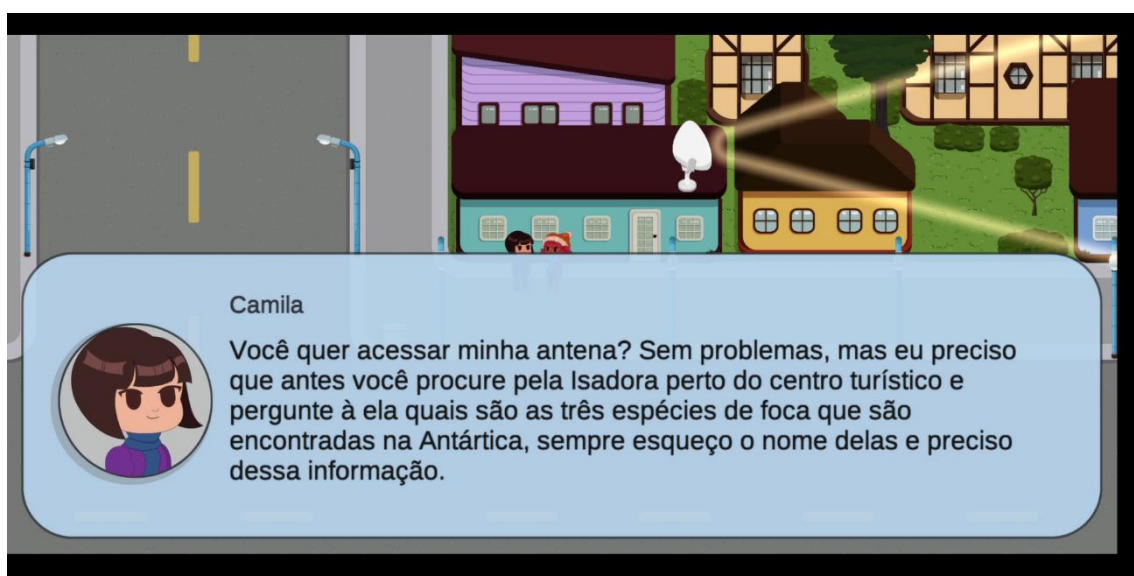 Camila
Você quer acessar minha antena? Sem problemas, mas eu preciso
que antes você procure pela Isadora perto do centro turístico e
pergunte à ela quais são as três espécies de foca que são
encontradas na Antártica, sempre esqueço o nome delas e preciso
dessa informação.